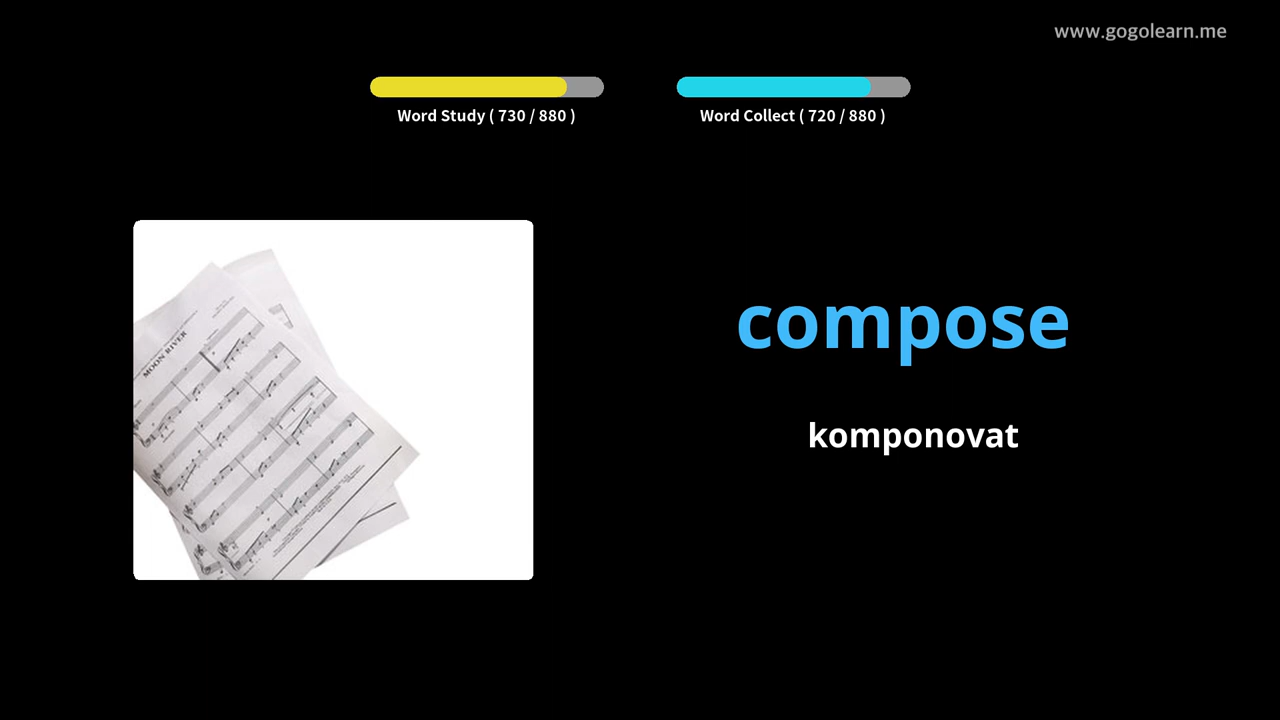 www.gogolearn.me
Word Study ( 730 / 880 )
Word Collect ( 720 / 880 )
MOON RIVER
compose
komponovat